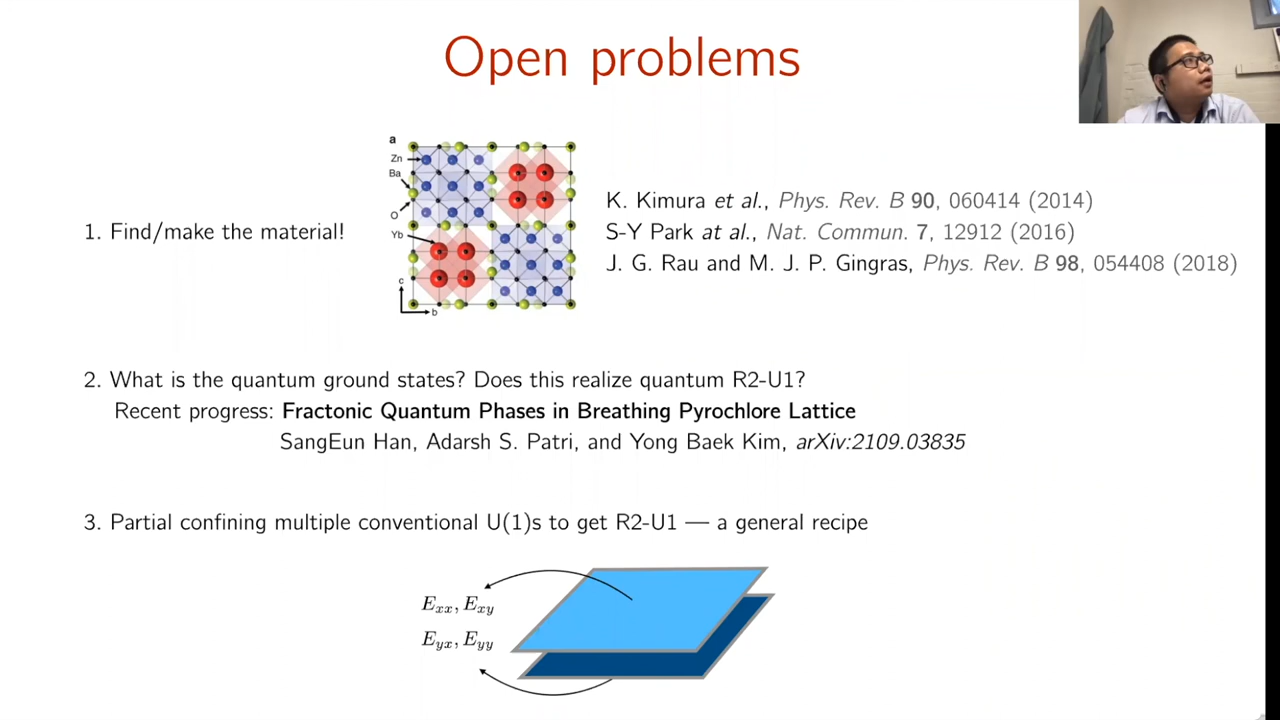 Open problems
a
Zn
Ba
O
Yb
c
b
1. Find/make the material!
K. Kimura et al., Phys. Rev. B 90, 060414 (2014)
S-Y Park at al., Nat. Commun. 7, 12912 (2016)
J. G. Rau and M. J. P. Gingras, Phys. Rev. B 98, 054408 (2018)
2. What is the quantum ground states? Does this realize quantum R2-U1?
Recent progress: Fractonic Quantum Phases in Breathing Pyrochlore Lattice
SangEun Han, Adarsh S. Patri, and Yong Baek Kim, arXiv:2109.03835
3. Partial confining multiple conventional U(1)s to get R2-U1 — a general recipe
E_{xx}, E_{xy}
E_{yx}, E_{yy}